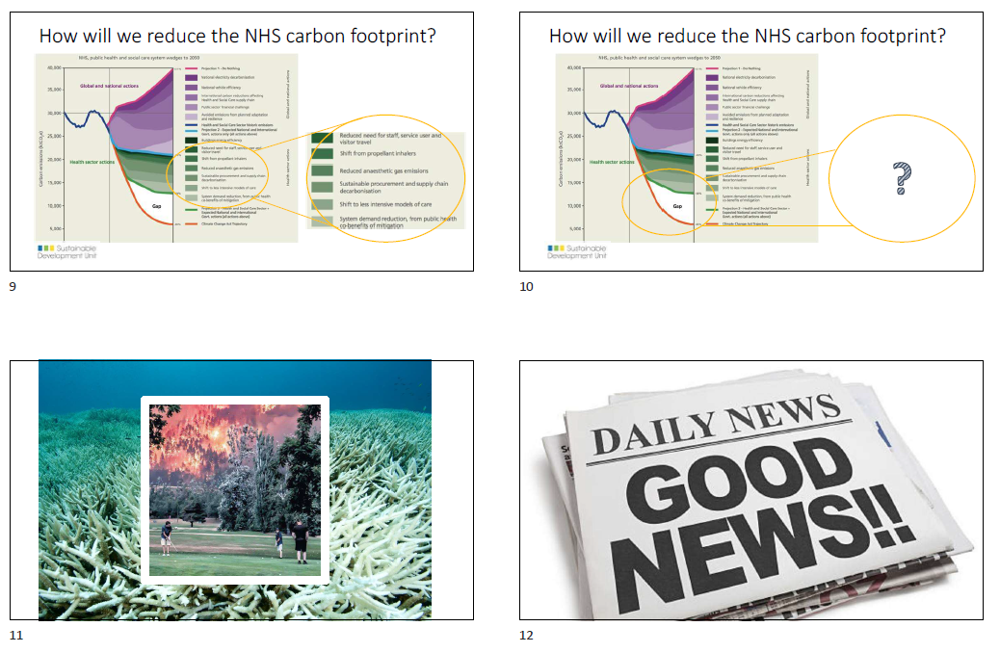 How will we reduce the NHS carbon footprint?
NHS, public health and social care system wedges to 2050
40,000
35,000
30,000
25,000
20,000
15,000
10,000
5,000
Carbon emissions (ktCO₂e)
Global and national actions
Health sector actions
Gap
Projection 1 - Do Nothing
National electricity decarbonisation
National vehicle efficiency
International carbon reductions affecting
Health and Social Care supply chain
Public sector financial challenge
Avoided emissions from planned adaptation
and resilience
Health and Social Care Sector historic emissions
Projection 2 - Expected National and International
Govt. actions only (all actions above)
Buildings energy efficiency
Reduced need for staff, service user and
visitor travel
Shift from propellant inhalers
Reduced anaesthetic gas emissions
Sustainable procurement and supply chain
decarbonisation
Shift to less intensive models of care
System demand reduction, from public health
co-benefits of mitigation
Expected National and International
Govt. actions (all actions above)
Climate Change Act Trajectory
Global and national actions
Health sector actions
Reduced need for staff, service user and
visitor travel
Shift from propellant inhalers
Reduced anaesthetic gas emissions
Sustainable procurement and supply chain
decarbonisation
Shift to less intensive models of care
System demand reduction, from public health
co-benefits of mitigation
Sustainable
Development Unit
9
How will we reduce the NHS carbon footprint?
NHS, public health and social care system wedges to 2050
40,000
35,000
30,000
25,000
20,000
15,000
10,000
5,000
Carbon emissions (ktCO₂e)
Global and national actions
Health sector actions
Gap
Projection 1 - Do Nothing
National electricity decarbonisation
National vehicle efficiency
International carbon reductions affecting
Health and Social Care supply chain
Public sector financial challenge
Avoided emissions from planned adaptation
and resilience
Health and Social Care Sector historic emissions
Projection 2 - Expected National and International
Govt. actions only (all actions above)
Buildings energy efficiency
Reduced need for staff, service user and
visitor travel
Shift from propellant inhalers
Reduced anaesthetic gas emissions
Sustainable procurement and supply chain
decarbonisation
Shift to less intensive models of care
System demand reduction, from public health
co-benefits of mitigation
Projection 3 - Health and Social Care Sector +
Expected National and International
Govt. actions (all actions above)
Climate Change Act Trajectory
Global and national actions
Health sector actions
?
Sustainable
Development Unit
10
11
DAILY NEWS
GOOD
NEWS!!
12